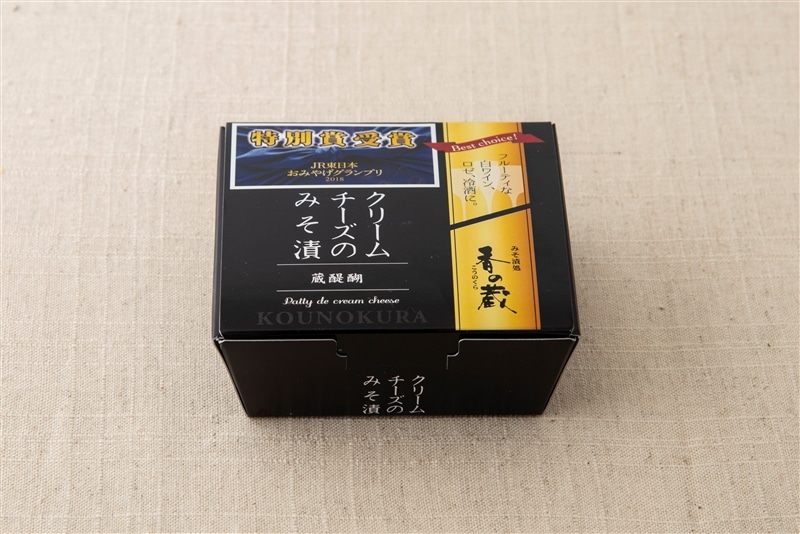 特別賞受賞
JR東日本
おみやげグランプリ
2018
Best choice!
フルーティな
白ワイン、
ロゼ、冷酒に。
クリーム
チーズの
みそ漬
蔵醍醐
Patty de cream cheese
KOUNOKURA
みそ漬処
香の蔵
こうのくら
クリーム
チーズの
みそ漬